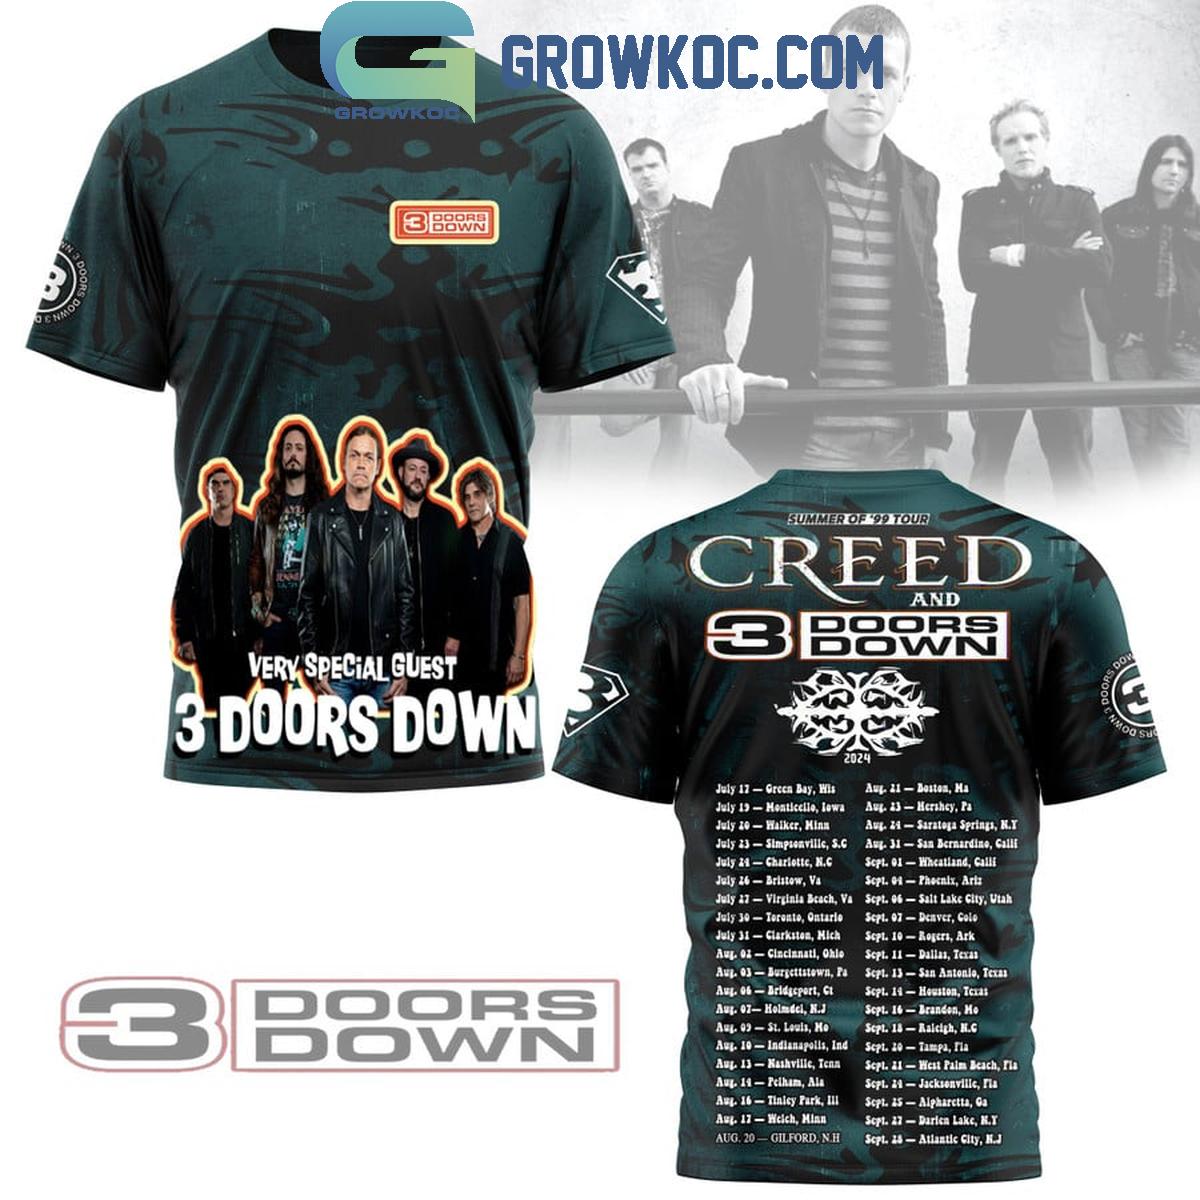 GROWKOC.COM
GROWKOC
3 DOORS DOWN
3 DOORS DOWN
VERY SPECIAL GUEST
3 DOORS DOWN
SUMMER OF '99 TOUR
CREED
AND
3 DOORS DOWN
2024
July 17 — Green Bay, Wis
July 19 — Monticello, Iowa
July 20 — Walker, Minn
July 23 — Simpsonville, S.C
July 24 — Charlotte, N.C
July 26 — Bristow, Va
July 27 — Virginia Beach, Va
July 30 — Toronto, Ontario
July 31 — Clarkston, Mich
Aug. 02 — Cincinnati, Ohio
Aug. 03 — Burgettstown, Pa
Aug. 06 — Bridgeport, Ct
Aug. 07— Holmdel, N.J
Aug. 09 — St. Louis, Mo
Aug. 10 — Indianapolis, Ind
Aug. 13 — Nashville, Tenn
Aug. 14 — Pelham, Ala
Aug. 16 — Tinley Park, Ill
Aug. 17 — Welch, Minn
AUG. 20 — GILFORD, N.H
Aug. 21 — Boston, Ma
Aug. 23 — Hershey, Pa
Aug. 24 — Saratoga Springs, N.Y
Aug. 31 — San Bernardino, Calif
Sept. 01 — Wheatland, Calif
Sept. 04 — Phoenix, Ariz
Sept. 06 — Salt Lake City, Utah
Sept. 07 — Denver, Colo
Sept. 10 — Rogers, Ark
Sept. 11 — Dallas, Texas
Sept. 13 — San Antonio, Texas
Sept. 14 — Houston, Texas
Sept. 16 — Brandon, Mo
Sept. 18 — Raleigh, N.C
Sept. 20 — Tampa, Fla
Sept. 21 — West Palm Beach, Fla
Sept. 24 — Jacksonville, Fla
Sept. 25 — Alpharetta, Ga
Sept. 27 — Darien Lake, N.Y
Sept. 28 — Atlantic City, N.J
3 DOORS DOWN
3
3 DOORS DOWN